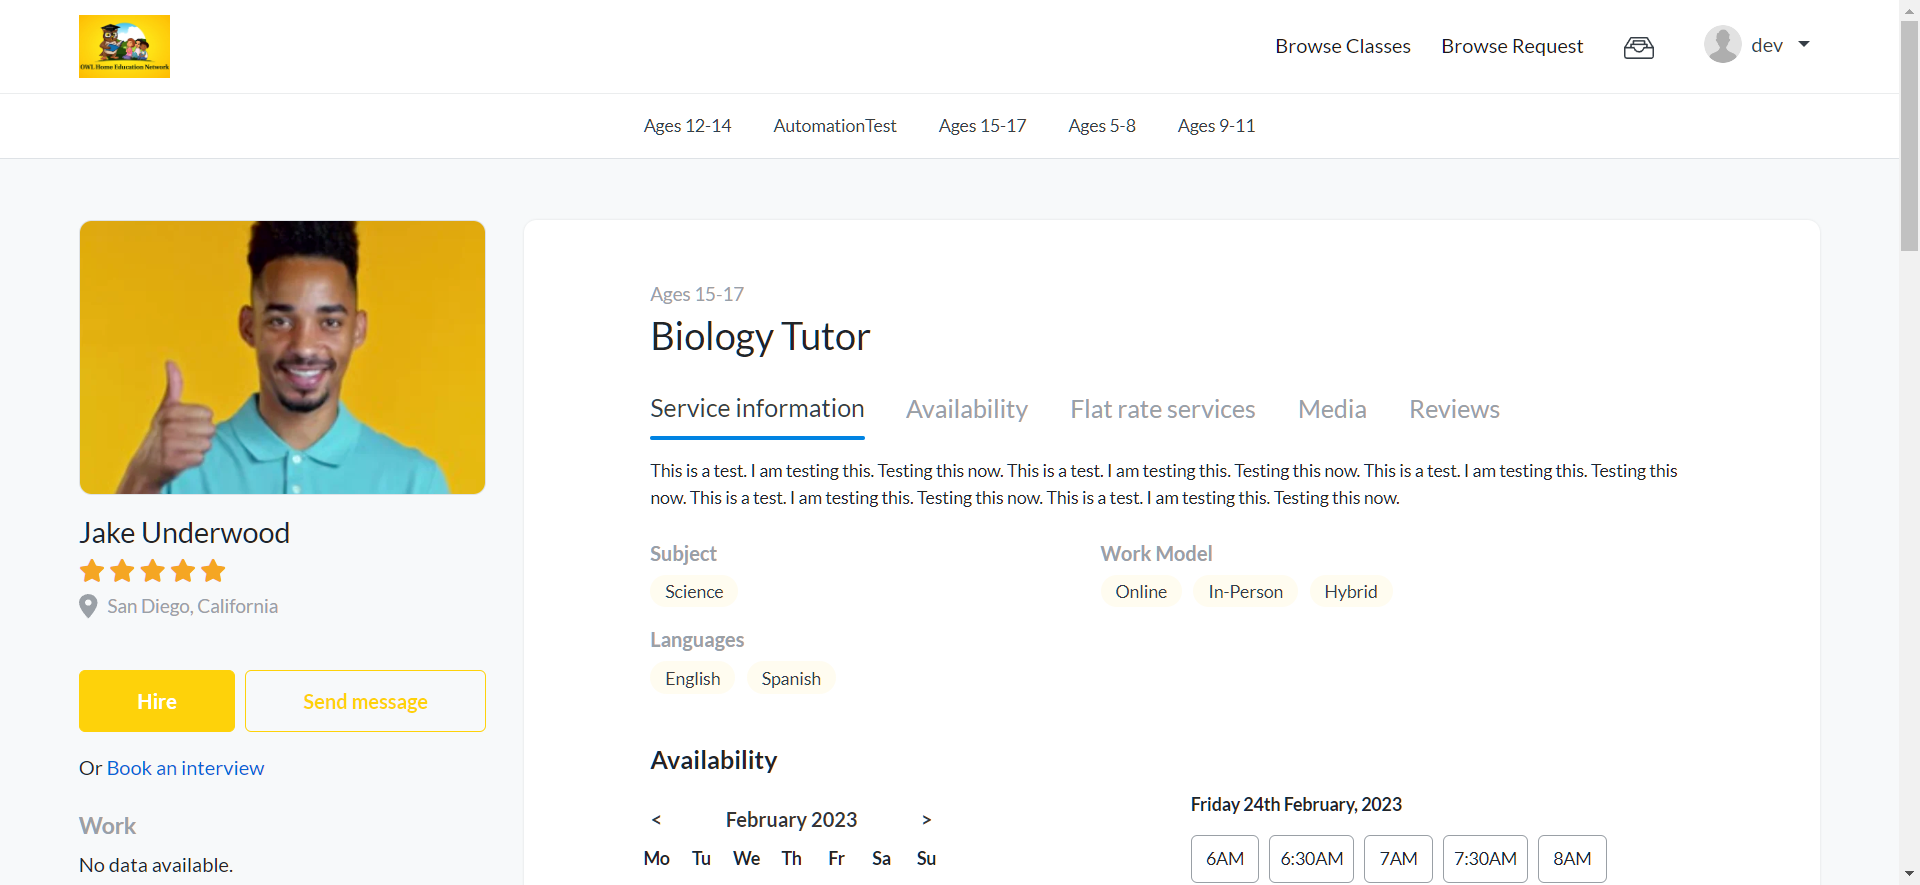 OWL Home Education Network
Browse Classes
Browse Request
dev
Ages 12-14
AutomationTest
Ages 15-17
Ages 5-8
Ages 9-11
Jake Underwood
San Diego, California
Hire
Send message
Or Book an interview
Work
No data available.
Ages 15-17
Biology Tutor
Service information
Availability
Flat rate services
Media
Reviews
This is a test. I am testing this. Testing this now. This is a test. I am testing this. Testing this now. This is a test. I am testing this. Testing this
now. This is a test. I am testing this. Testing this now. This is a test. I am testing this. Testing this now.
Subject
Science
Work Model
Online
In-Person
Hybrid
Languages
English
Spanish
Availability
< February 2023 >
Mo Tu We Th Fr Sa Su
Friday 24th February, 2023
6AM
6:30AM
7AM
7:30AM
8AM